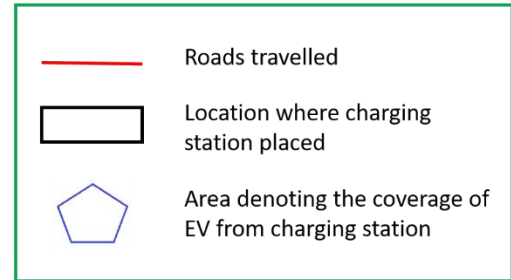 Roads travelled
Location where charging
station placed
Area denoting the coverage of
EV from charging station